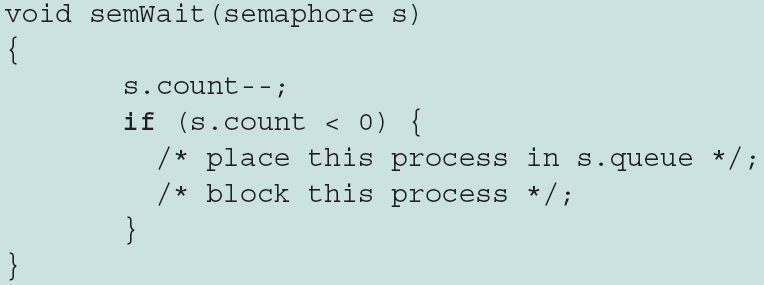 void semWait(semaphore s)
{
        s.count--;
        if (s.count < 0) {
          /* place this process in s.queue */;
          /* block this process */;
        }
}